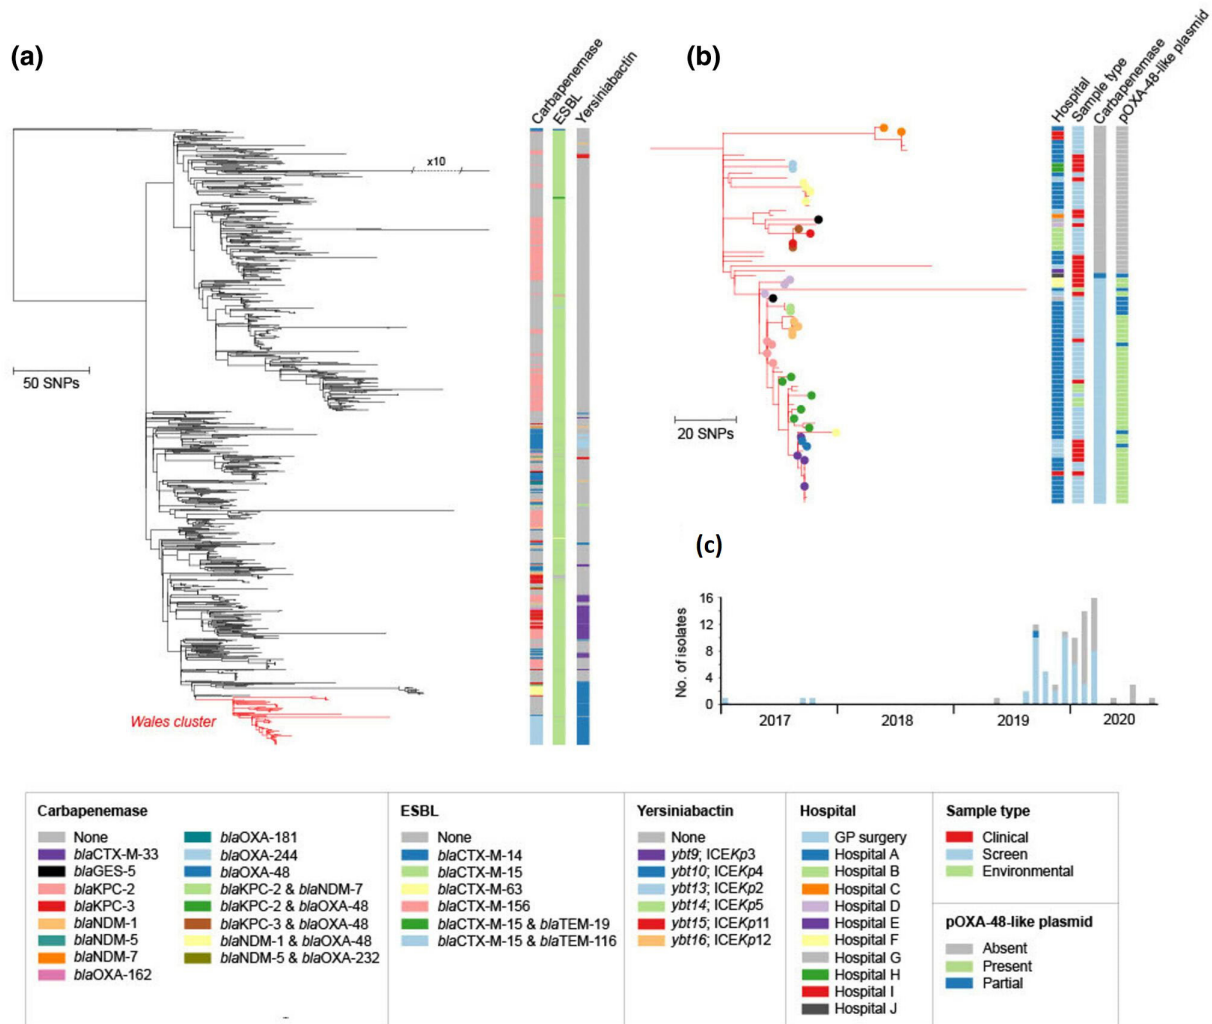 (a)
Carbapenemase
ESBL
Yersiniabactin
x10
50 SNPs
Wales cluster
(b)
Hospital
Sample type
Carbapenemase
pOXA-48-like plasmid
20 SNPs
(c)
No. of isolates
16
12
8
4
0
2017 2018 2019 2020
Carbapenemase
None
blaCTX-M-33
blaGES-5
blaKPC-2
blaKPC-3
blaNDM-1
blaNDM-5
blaNDM-7
blaOXA-162
blaOXA-181
blaOXA-244
blaOXA-48
blaKPC-2 & blaNDM-7
blaKPC-2 & blaOXA-48
blaKPC-3 & blaOXA-48
blaNDM-1 & blaOXA-48
blaNDM-5 & blaOXA-232
ESBL
None
blaCTX-M-14
blaCTX-M-15
blaCTX-M-63
blaCTX-M-156
blaCTX-M-15 & blaTEM-19
blaCTX-M-15 & blaTEM-116
Yersiniabactin
None
ybt9; ICEKp3
ybt10; ICEKp4
ybt13; ICEKp2
ybt14; ICEKp5
ybt15; ICEKp11
ybt16; ICEKp12
Hospital
GP surgery
Hospital A
Hospital B
Hospital C
Hospital D
Hospital E
Hospital F
Hospital G
Hospital H
Hospital I
Hospital J
Sample type
Clinical
Screen
Environmental
pOXA-48-like plasmid
Absent
Present
Partial